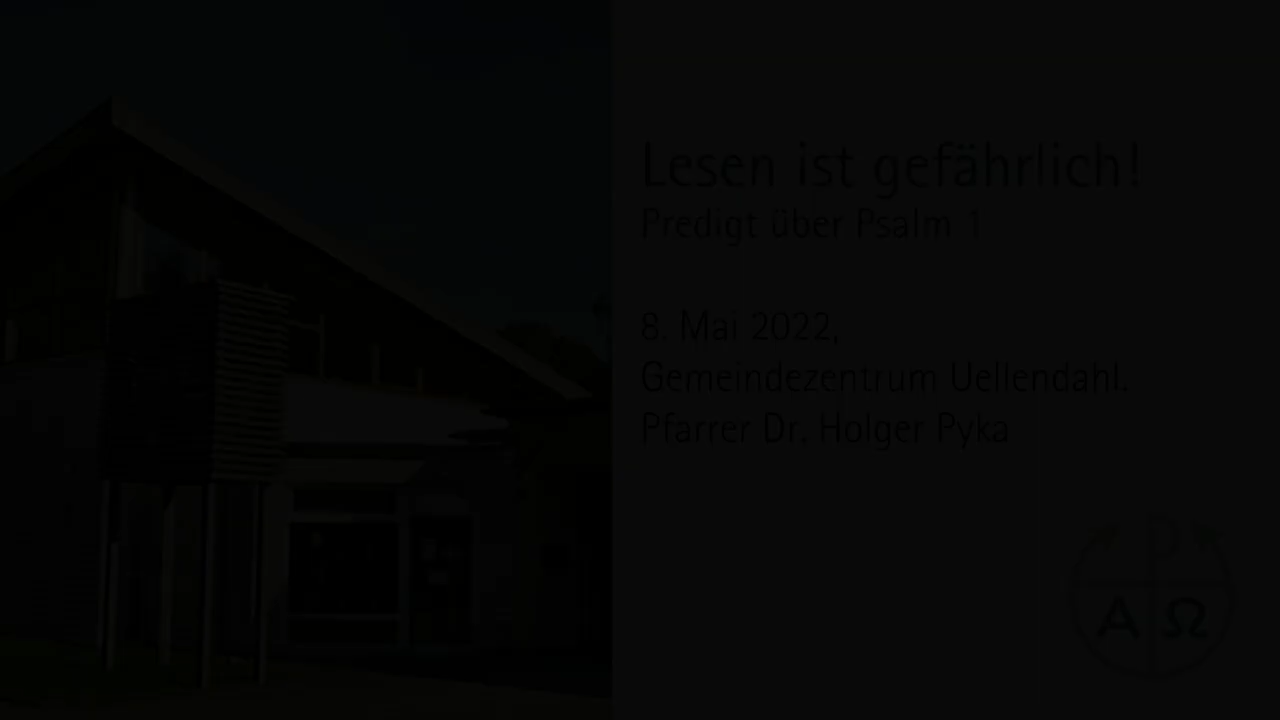 Lesen ist gefährlich!
Predigt über Psalm 1
8. Mai 2022,
Gemeindezentrum Uellendahl.
Pfarrer Dr. Holger Pyka
Α Ω